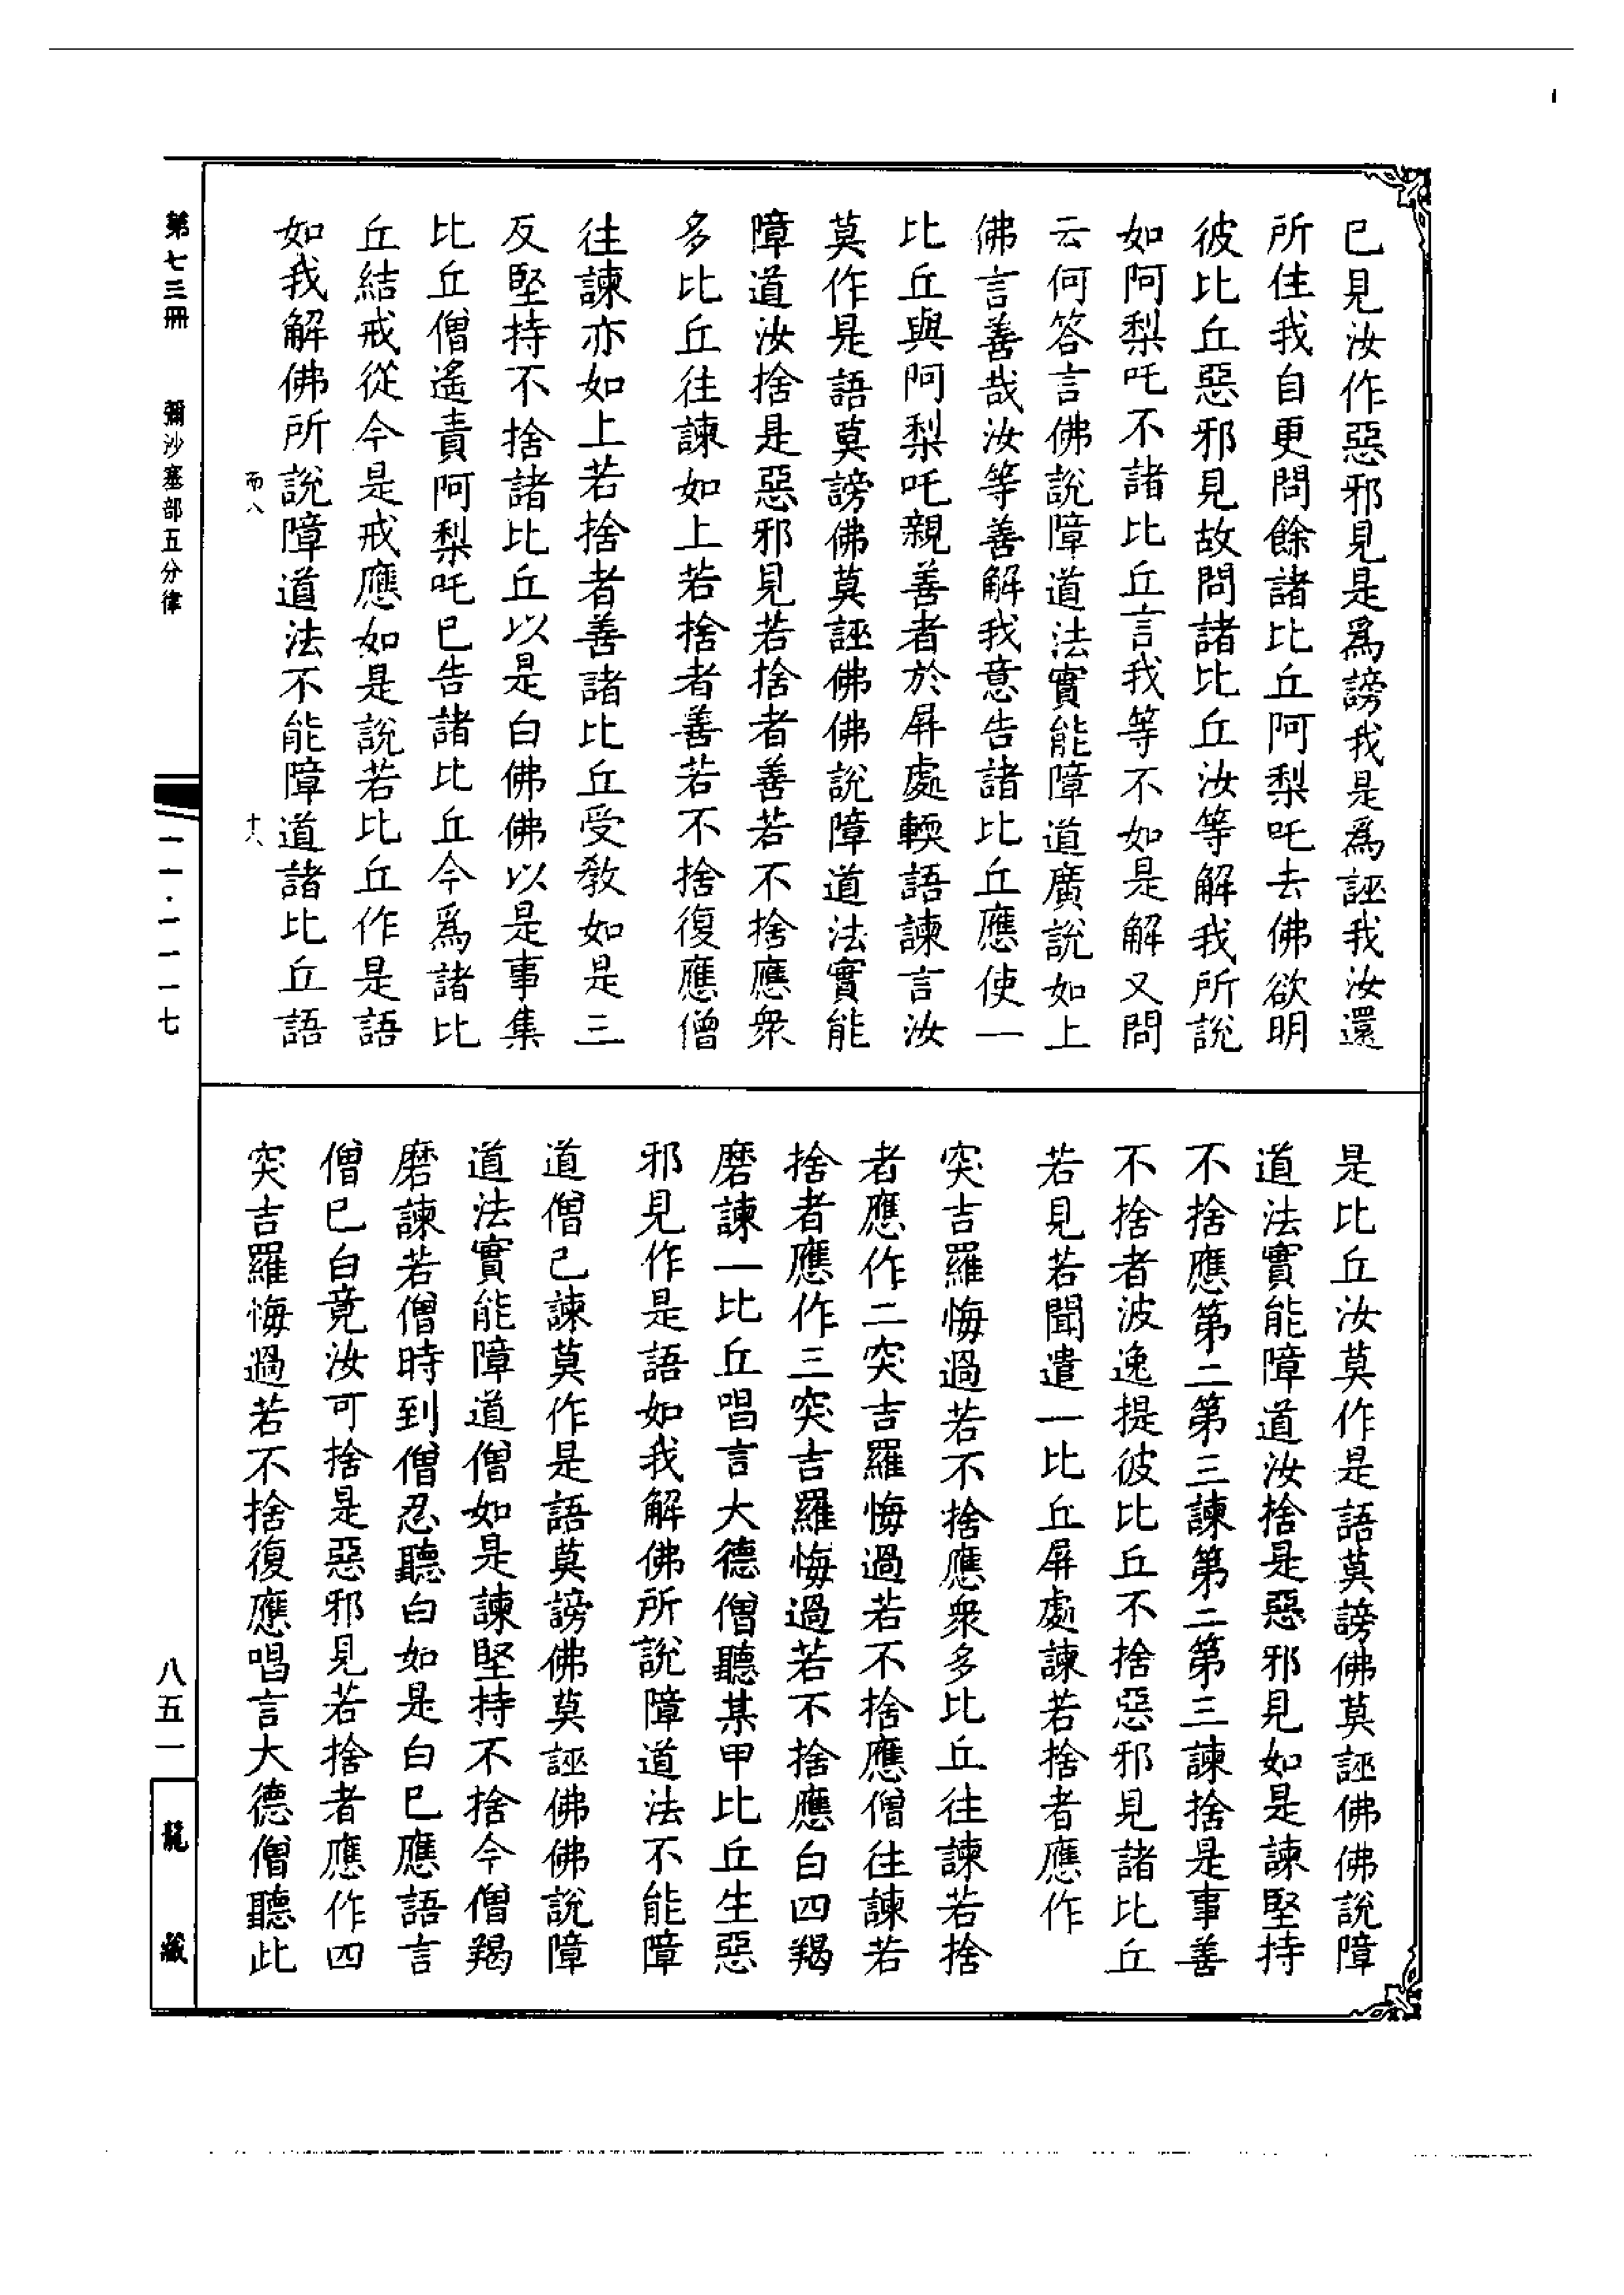 已見汝作惡邪見是爲謗我是爲誣我汝還
所住我自更問餘諸比丘阿梨吒去佛欲明
彼比丘惡邪見故問諸比丘汝等解我所說
如阿梨吒不諸比丘言我等不如是解又問
云何答言佛說障道法實能障道廣說如上
佛言善哉汝等善解我意告諸比丘應使一
比丘與阿梨吒親善者於屏處輭語諫言汝
莫作是語莫謗佛莫誣佛佛說障道法實能
障道汝捨是惡邪見若捨者善若不捨應衆
多比丘往諫如上若捨者善若不捨復應僧
往諫亦如上若捨者善諸比丘受教如是三
反堅持不捨諸比丘以是白佛佛以是事集
比丘僧遙責阿梨吒已告諸比丘今爲諸比
丘結戒從今是戒應如是說若比丘作是語
如我解佛所說障道法不能障道諸比丘語
而八
十八
是比丘汝莫作是語莫謗佛莫誣佛佛說障
道法實能障道汝捨是惡邪見如是諫堅持
不捨應第二第三諫第二第三諫捨是事善
不捨者波逸提彼比丘不捨惡邪見諸比丘
若見若聞遣一比丘屏處諫若捨者應作
突吉羅悔過若不捨應衆多比丘往諫若捨
者應作二突吉羅悔過若不捨應僧往諫若
捨者應作三突吉羅悔過若不捨應白四羯
磨諫一比丘唱言大德僧聽某甲比丘生惡
邪見作是語如我解佛所說障道法不能障
道僧已諫莫作是語莫謗佛莫誣佛佛說障
道法實能障道僧如是諫堅持不捨今僧羯
磨諫若僧時到僧忍聽白如是白已應語言
僧已白竟汝可捨是惡邪見若捨者應作四
突吉羅悔過若不捨復應唱言大德僧聽此
第七三冊
彌沙塞部五分律
一一·一一一七
八五一
龍藏